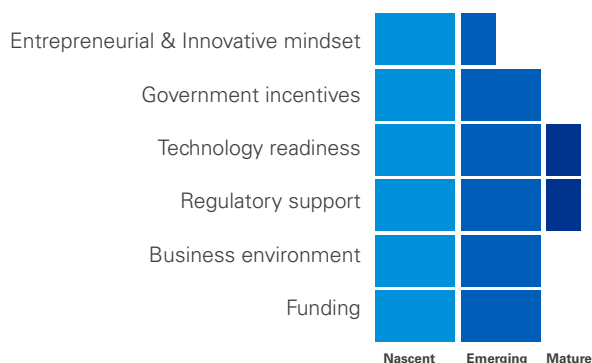 Entrepreneurial & Innovative mindset
Government incentives
Technology readiness
Regulatory support
Business environment
Funding
Nascent Emerging Mature